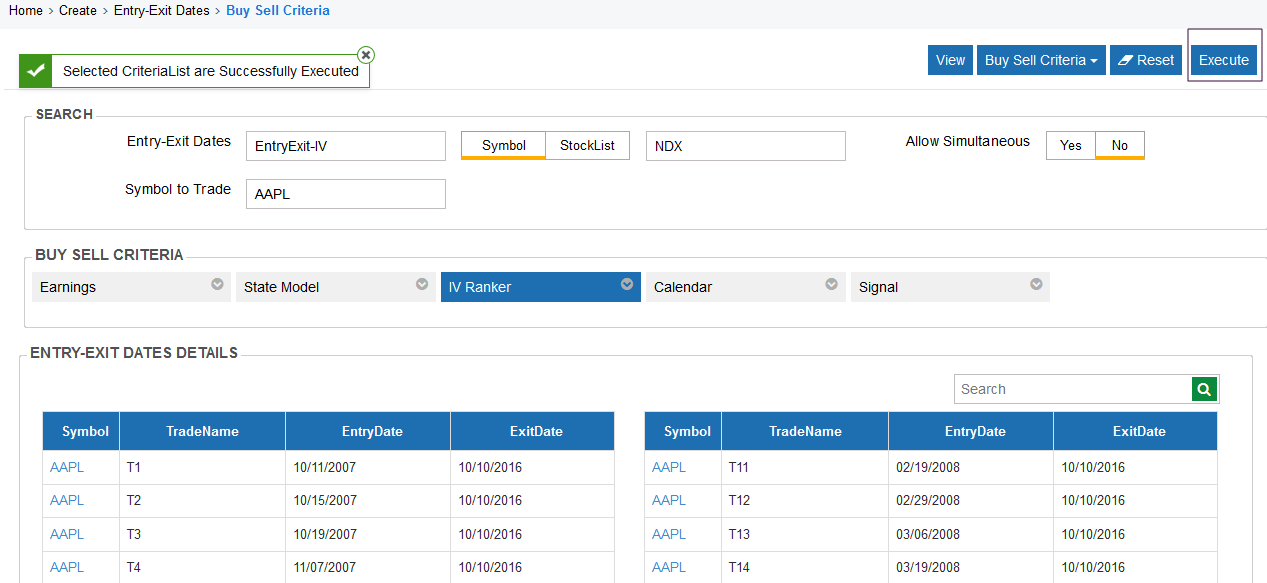 Home > Create > Entry-Exit Dates > Buy Sell Criteria
Selected CriteriaList are Successfully Executed
View Buy Sell Criteria Reset Execute
SEARCH
Entry-Exit Dates EntryExit-IV Symbol StockList NDX Allow Simultaneous Yes No
Symbol to Trade AAPL
BUY SELL CRITERIA
Earnings State Model IV Ranker Calendar Signal
ENTRY-EXIT DATES DETAILS
Search
Symbol TradeName EntryDate ExitDate Symbol TradeName EntryDate ExitDate
AAPL T1 10/11/2007 10/10/2016 AAPL T11 02/19/2008 10/10/2016
AAPL T2 10/15/2007 10/10/2016 AAPL T12 02/29/2008 10/10/2016
AAPL T3 10/19/2007 10/10/2016 AAPL T13 03/06/2008 10/10/2016
AAPL T4 11/07/2007 10/10/2016 AAPL T14 03/19/2008 10/10/2016